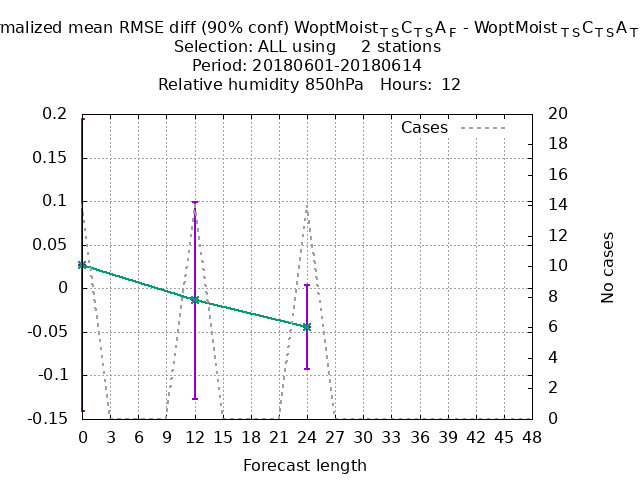 rmalized mean RMSE diff (90% conf) WoptMoistTSCTSAF - WoptMoistTSCTSAT
Selection: ALL using 2 stations
Period: 20180601-20180614
Relative humidity 850hPa Hours: 12
Cases
0.2
0.15
0.1
0.05
0
-0.05
-0.1
-0.15
20
18
16
14
12
10
8
6
4
2
0
No cases
0 3 6 9 12 15 18 21 24 27 30 33 36 39 42 45 48
Forecast length